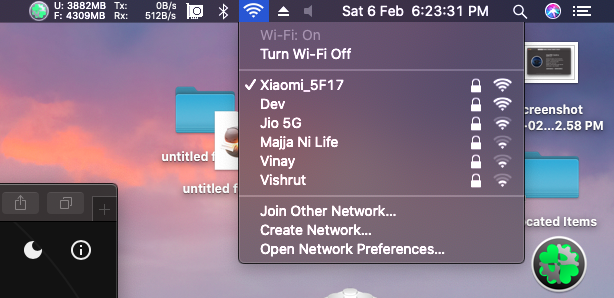 U: 3882MB Tx: 0B/s
F: 4309MB Rx: 512B/s
Sat 6 Feb 6:23:31 PM
Wi-Fi: On
Turn Wi-Fi Off
Xiaomi_5F17
Dev
Jio 5G
Majja Ni Life
Vinay
Vishrut
Join Other Network...
Create Network...
Open Network Preferences...
untitled f
untitled f
creenshot
-02...2.58 PM
cated Items